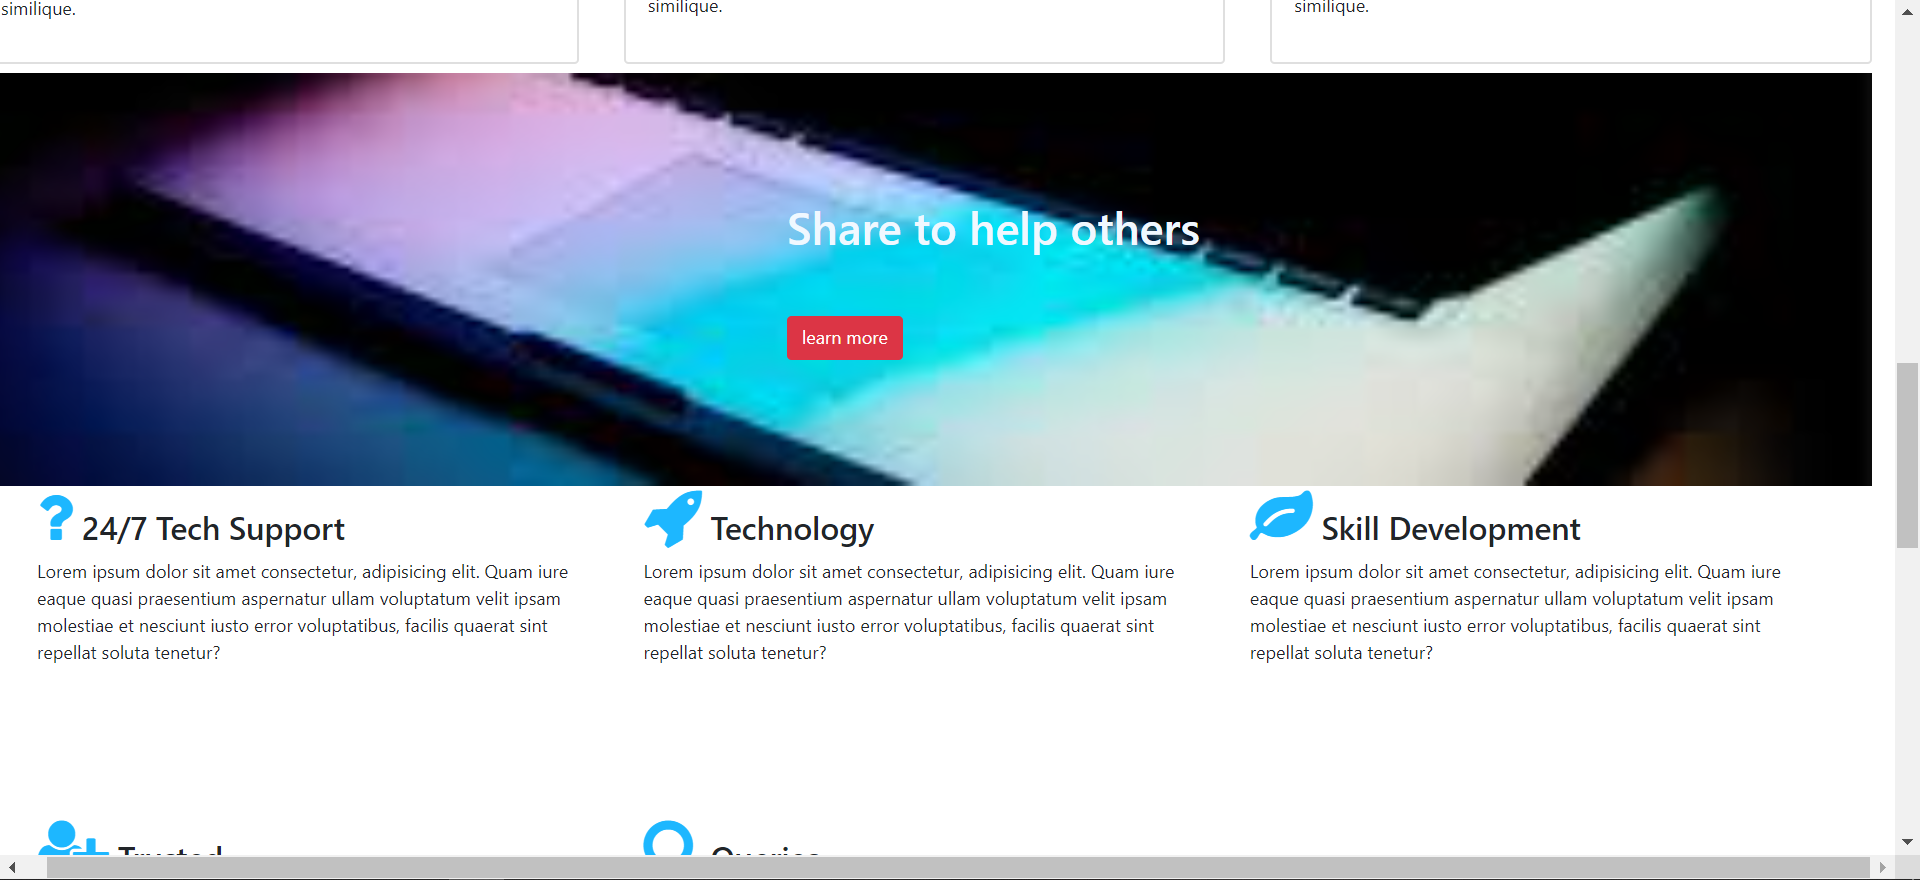 similique.
similique.
similique.
Share to help others
learn more
24/7 Tech Support
Lorem ipsum dolor sit amet consectetur, adipisicing elit. Quam iure
eaque quasi praesentium aspernatur ullam voluptatum velit ipsam
molestiae et nesciunt iusto error voluptatibus, facilis quaerat sint
repellat soluta tenetur?
Technology
Lorem ipsum dolor sit amet consectetur, adipisicing elit. Quam iure
eaque quasi praesentium aspernatur ullam voluptatum velit ipsam
molestiae et nesciunt iusto error voluptatibus, facilis quaerat sint
repellat soluta tenetur?
Skill Development
Lorem ipsum dolor sit amet consectetur, adipisicing elit. Quam iure
eaque quasi praesentium aspernatur ullam voluptatum velit ipsam
molestiae et nesciunt iusto error voluptatibus, facilis quaerat sint
repellat soluta tenetur?
Trusted
Queries